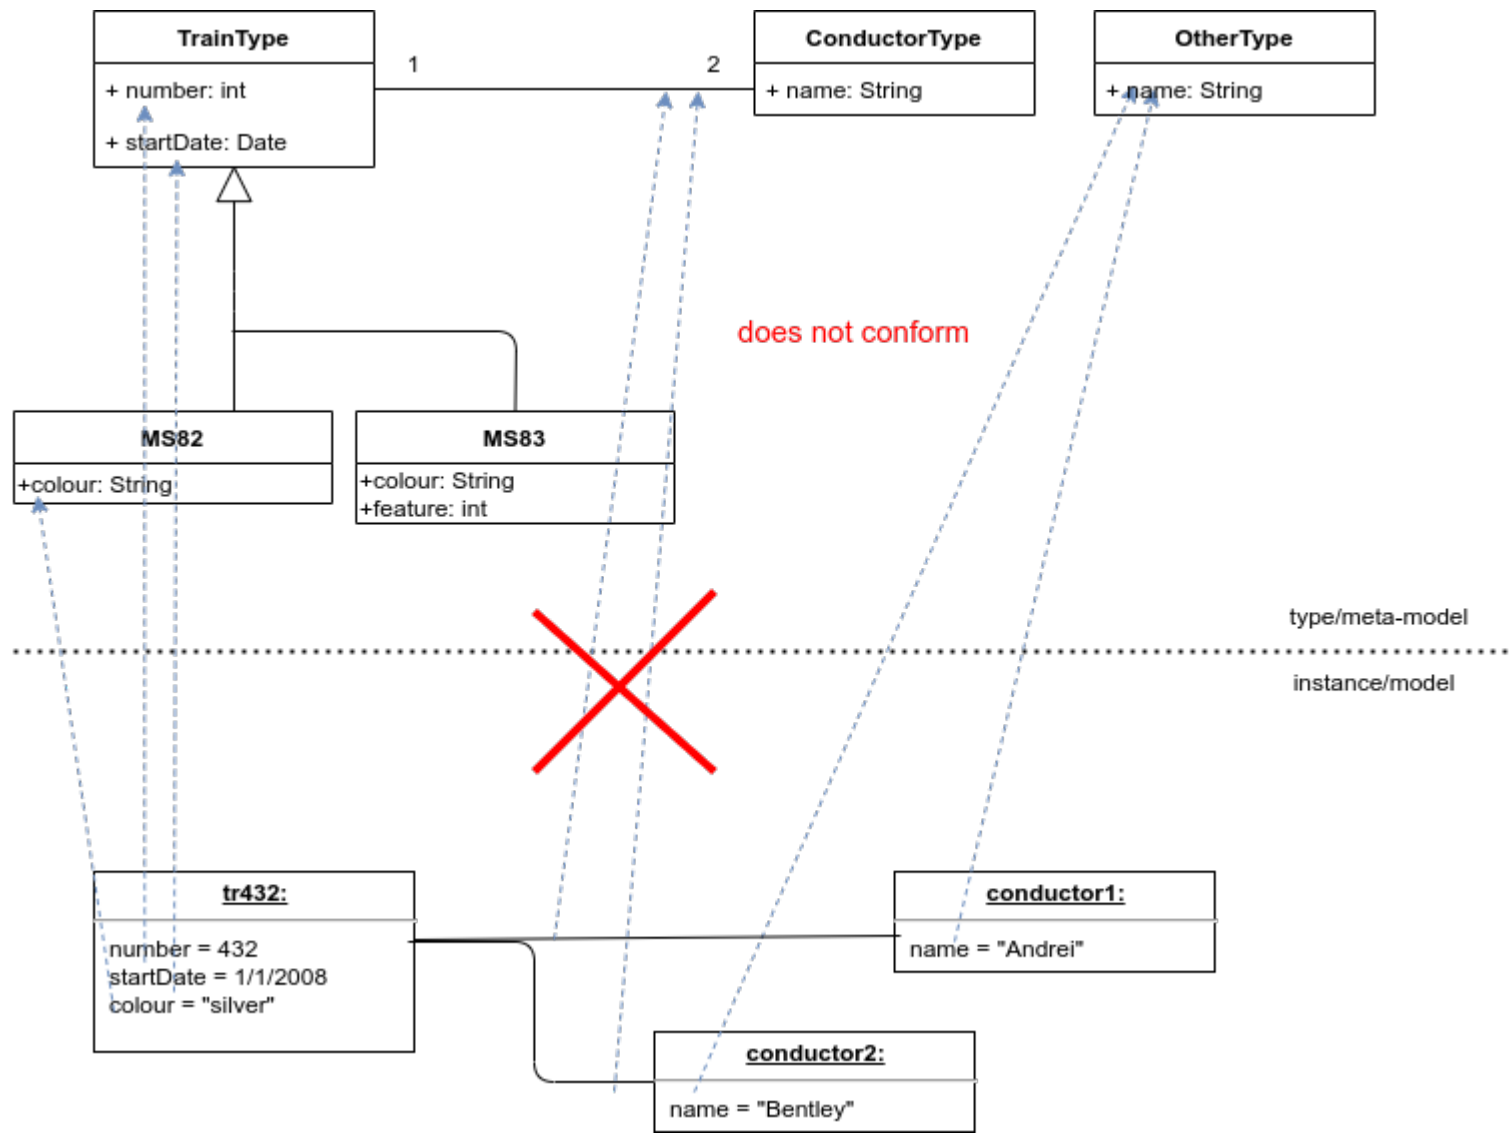 TrainType
+ number: int
+ startDate: Date
1
2
ConductorType
+ name: String
OtherType
+ name: String
does not conform
MS82
+colour: String
MS83
+colour: String
+feature: int
type/meta-model
instance/model
tr432:
number = 432
startDate = 1/1/2008
colour = "silver"
conductor1:
name = "Andrei"
conductor2:
name = "Bentley"